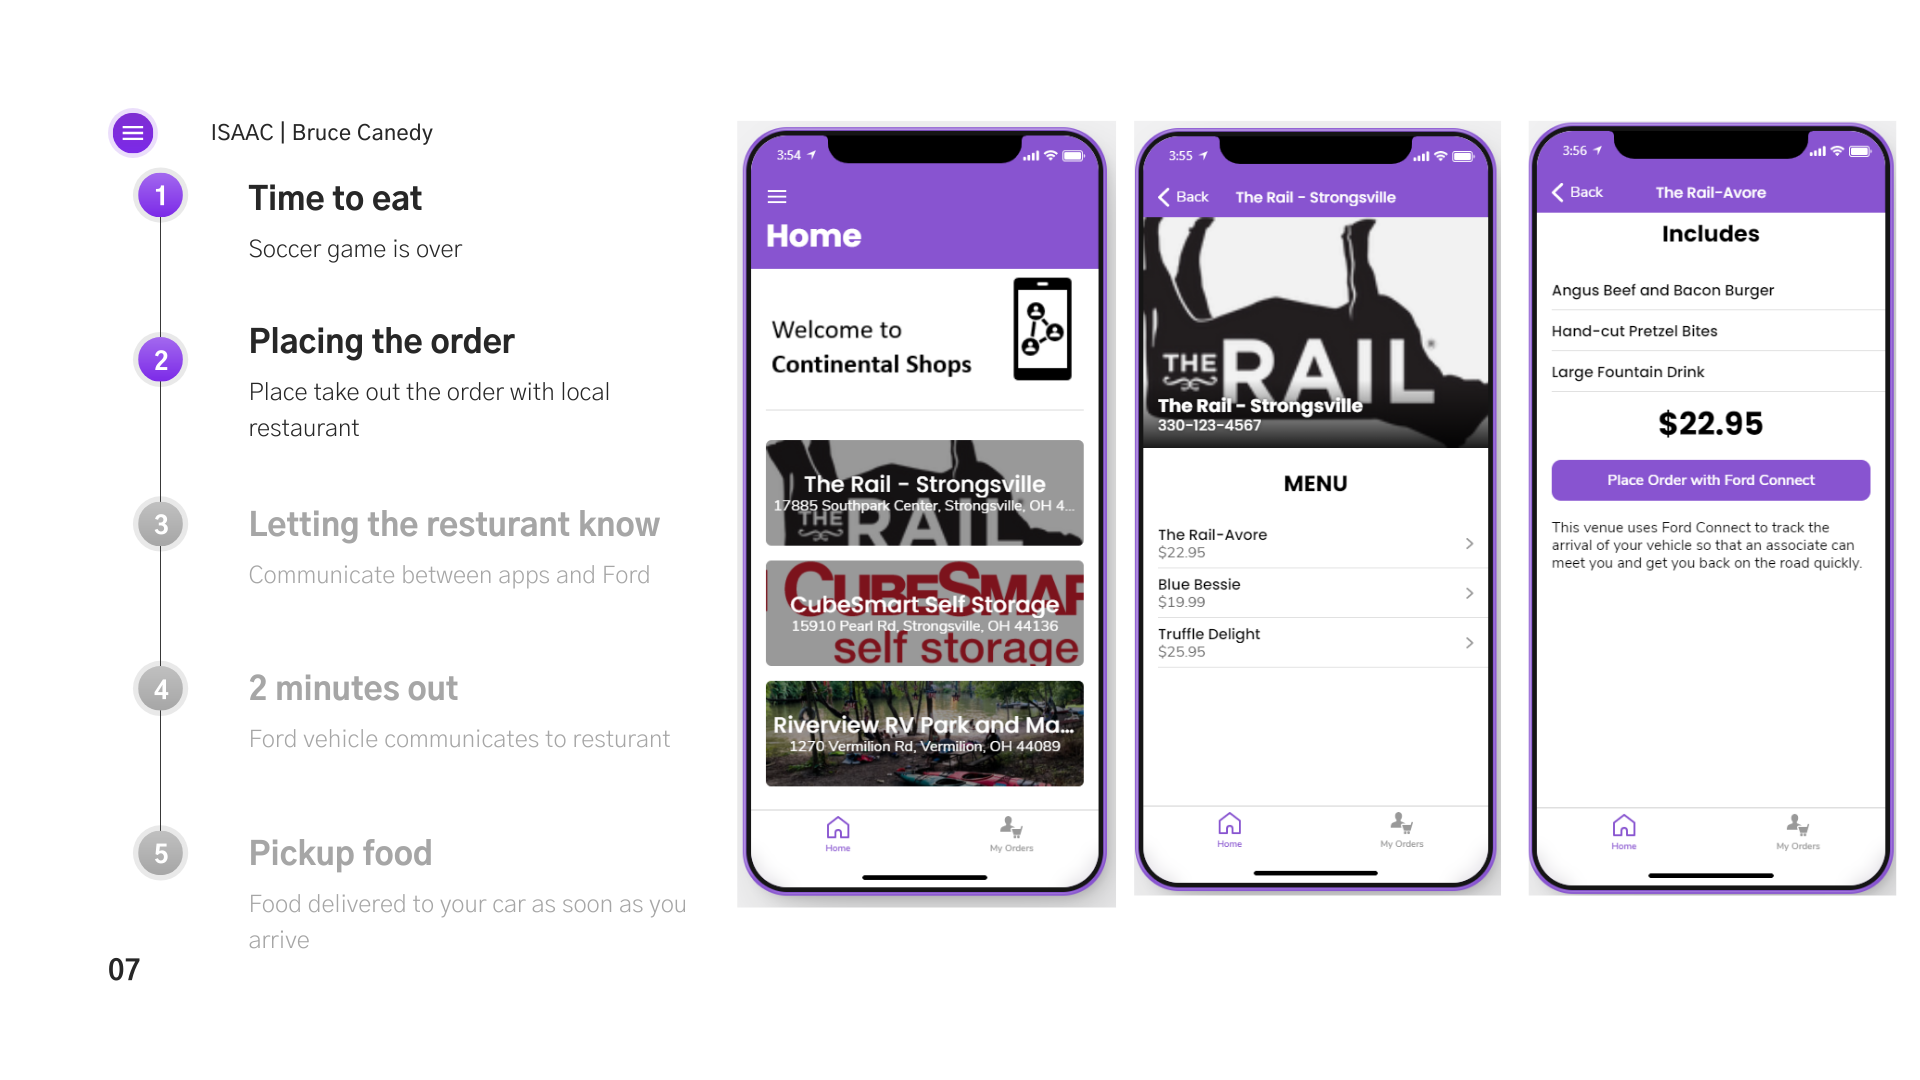 ISAAC | Bruce Canedy
1
Time to eat
Soccer game is over
2
Placing the order
Place take out the order with local
restaurant
3
Letting the resturant know
Communicate between apps and Ford
4
2 minutes out
Ford vehicle communicates to resturant
5
Pickup food
Food delivered to your car as soon as you
arrive
07
3:54
Home
Welcome to
Continental Shops
THE RAIL
The Rail - Strongsville
17885 Southpark Center, Strongsville, OH 4...
CUBESMAR
self storage
CubeSmart Self Storage
15910 Pearl Rd, Strongsville, OH 44136
Riverview RV Park and Ma...
1270 Vermilion Rd, Vermilion, OH 44089
Home
My Orders
3:55
Back
The Rail - Strongsville
THE RAIL®
The Rail - Strongsville
330-123-4567
MENU
The Rail-Avore
$22.95
Blue Bessie
$19.99
Truffle Delight
$25.95
Home
My Orders
3:56
Back
The Rail-Avore
Includes
Angus Beef and Bacon Burger
Hand-cut Pretzel Bites
Large Fountain Drink
$22.95
Place Order with Ford Connect
This venue uses Ford Connect to track the
arrival of your vehicle so that an associate can
meet you and get you back on the road quickly.
Home
My Orders